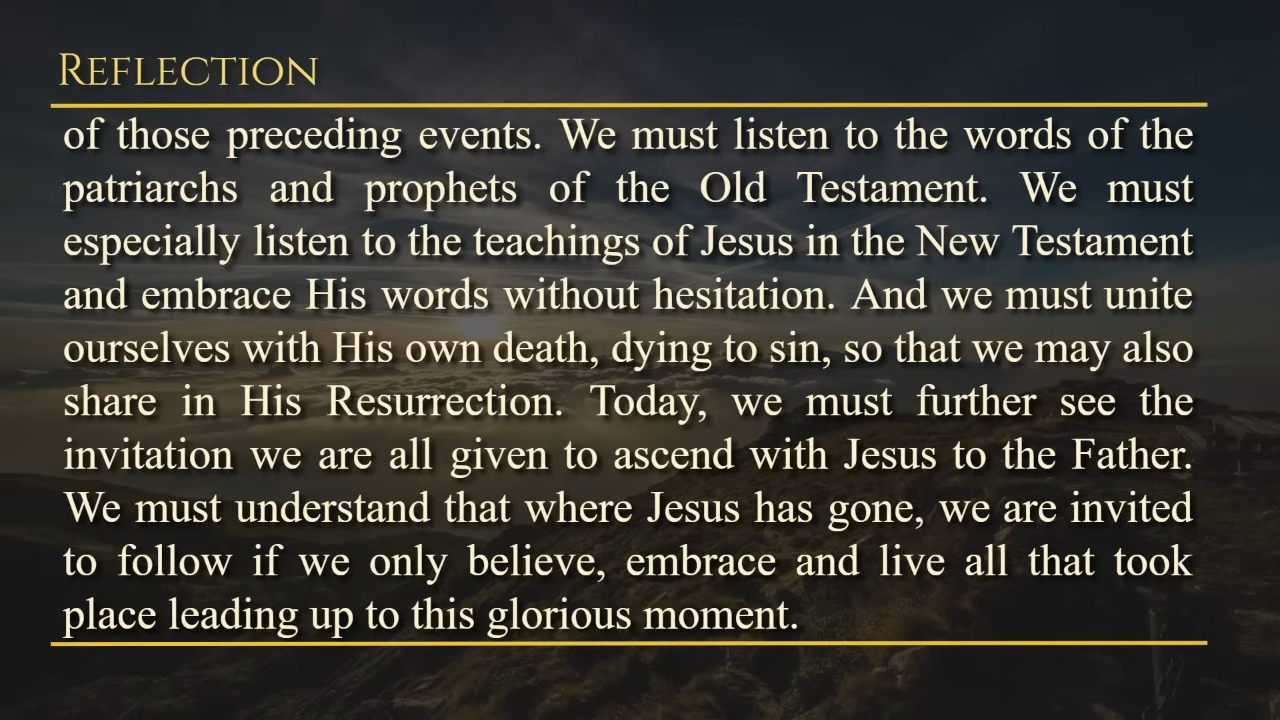 Reflection
of those preceding events. We must listen to the words of the
patriarchs and prophets of the Old Testament. We must
especially listen to the teachings of Jesus in the New Testament
and embrace His words without hesitation. And we must unite
ourselves with His own death, dying to sin, so that we may also
share in His Resurrection. Today, we must further see the
invitation we are all given to ascend with Jesus to the Father.
We must understand that where Jesus has gone, we are invited
to follow if we only believe, embrace and live all that took
place leading up to this glorious moment.